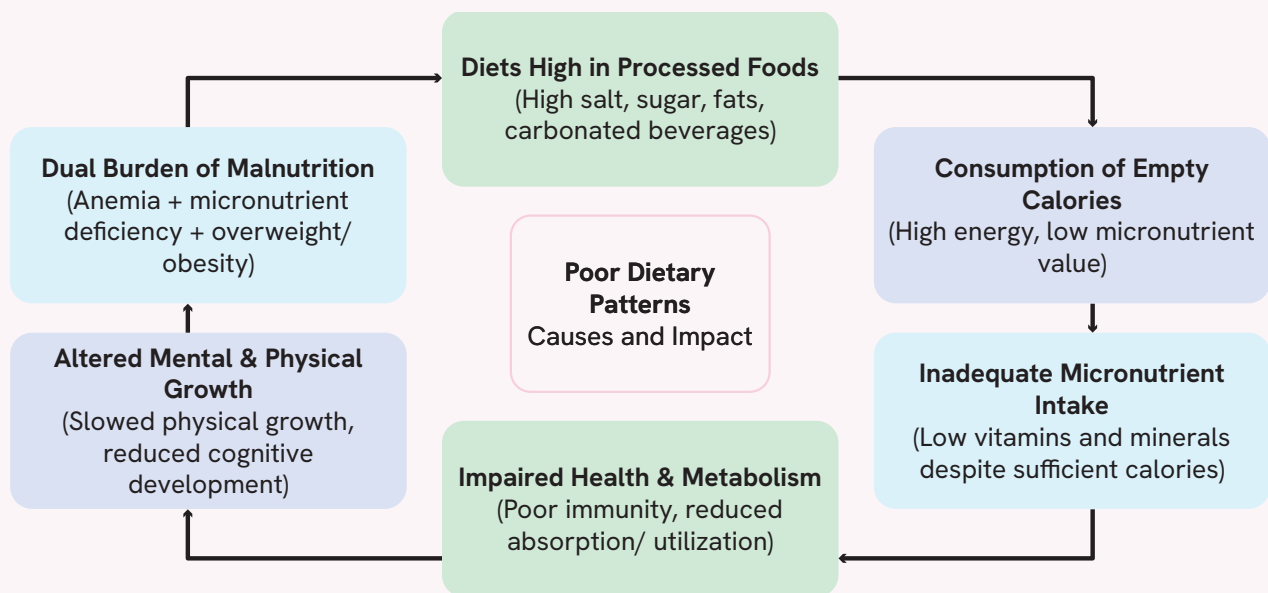 Diets High in Processed Foods
(High salt, sugar, fats,
carbonated beverages)
Consumption of Empty
Calories
(High energy, low micronutrient
value)
Inadequate Micronutrient
Intake
(Low vitamins and minerals
despite sufficient calories)
Impaired Health & Metabolism
(Poor immunity, reduced
absorption/ utilization)
Altered Mental & Physical
Growth
(Slowed physical growth,
reduced cognitive
development)
Dual Burden of Malnutrition
(Anemia + micronutrient
deficiency + overweight/
obesity)
Poor Dietary
Patterns
Causes and Impact